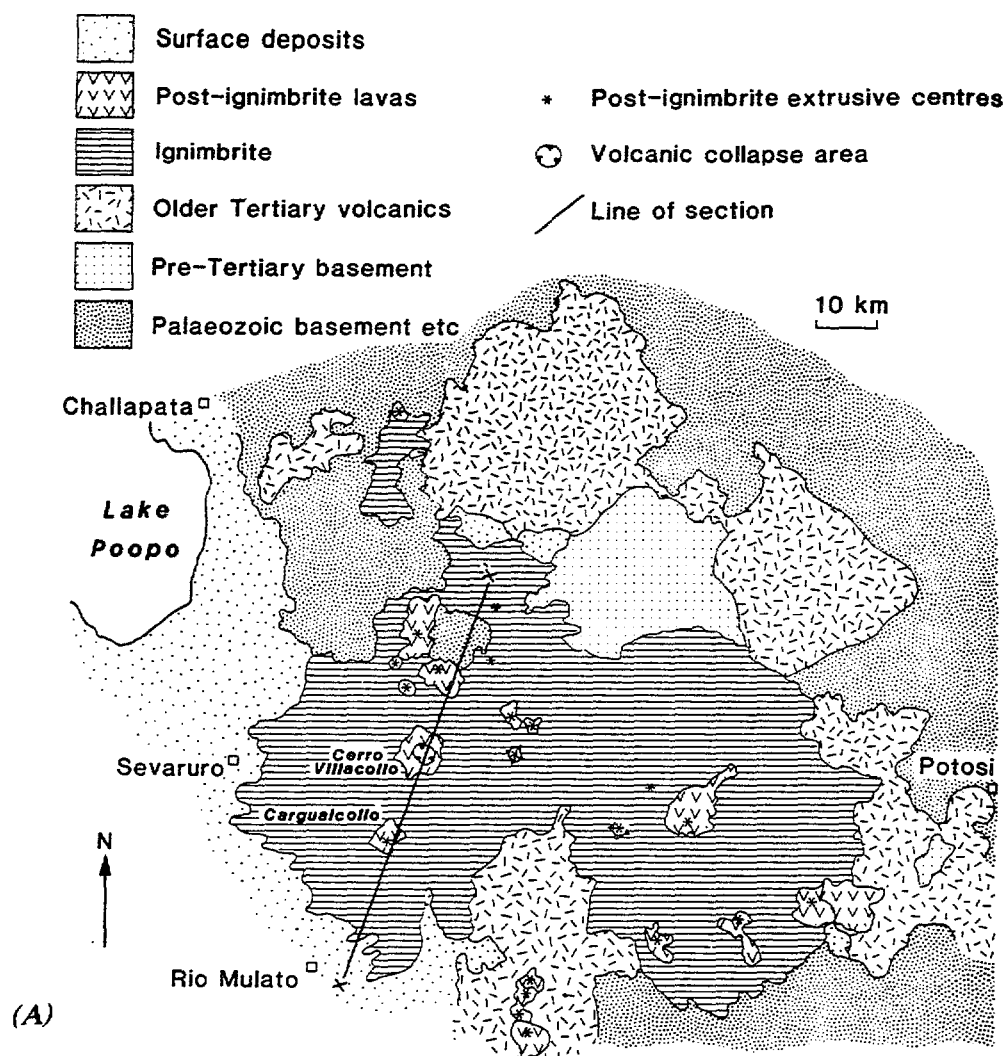 Surface deposits
Post-ignimbrite lavas
Ignimbrite
Older Tertiary volcanics
Pre-Tertiary basement
Palaeozoic basement etc
* Post-ignimbrite extrusive centres
Volcanic collapse area
Line of section
10 km
Challapata
Lake
Poopo
Sevaruro
Cerro
Villacollo
Cargualcollo
Potosi
N
Rio Mulato
(A)